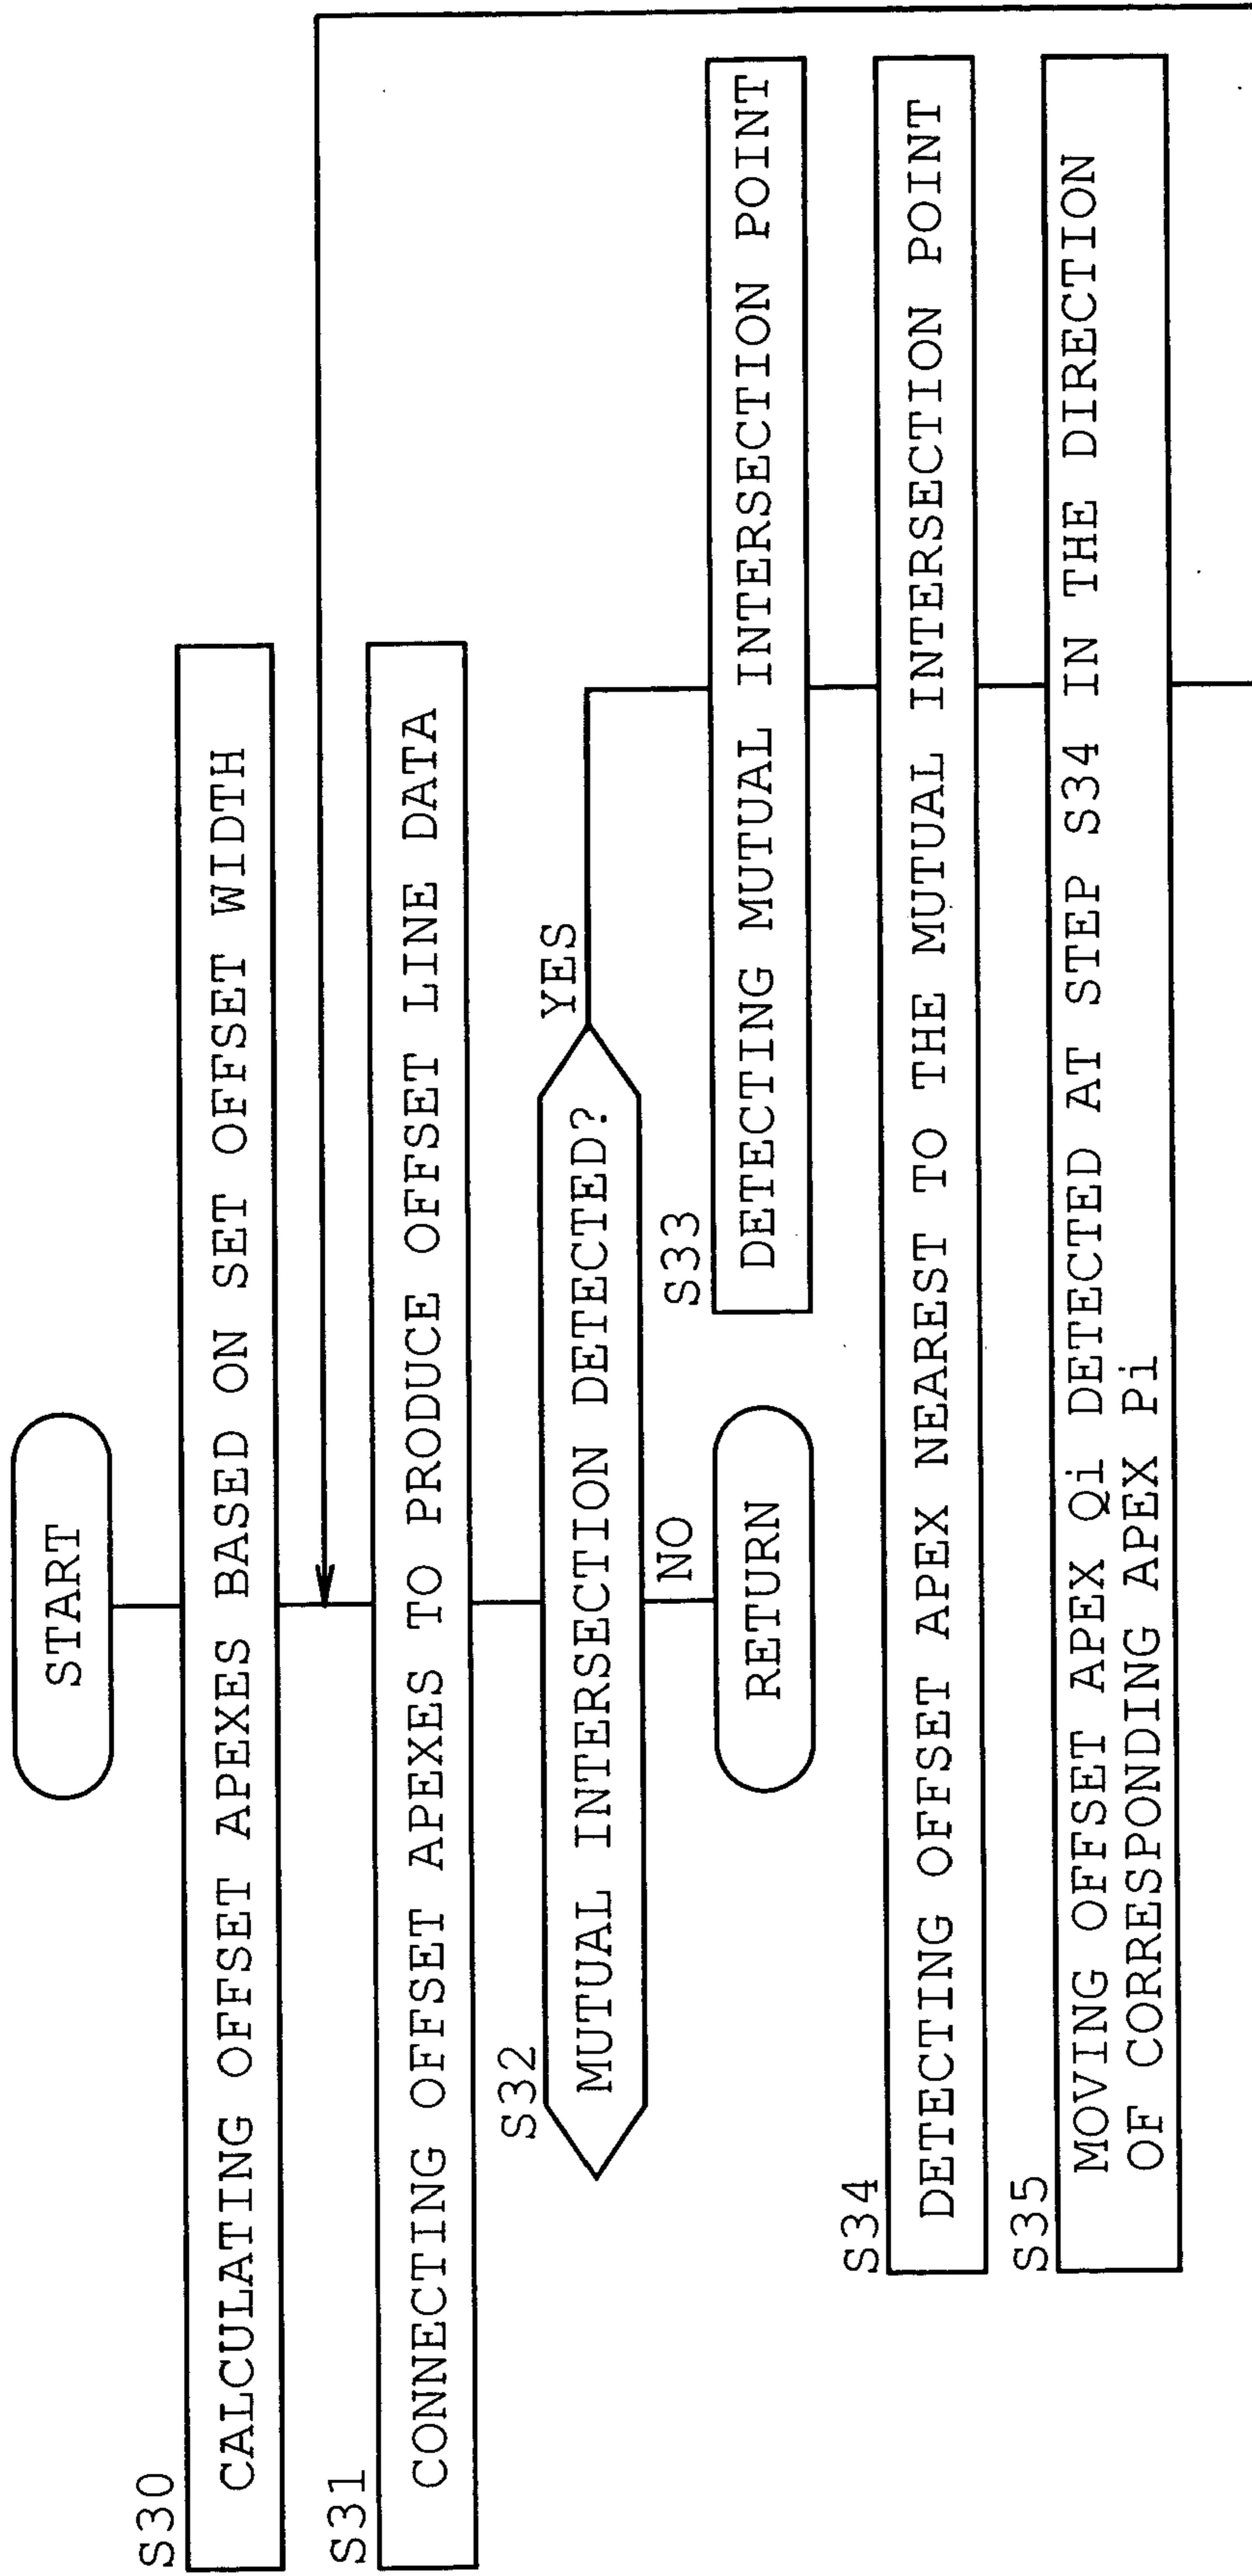 START
S30
CALCULATING OFFSET APEXES BASED ON SET OFFSET WIDTH
S31
CONNECTING OFFSET APEXES TO PRODUCE OFFSET LINE DATA
S32
MUTUAL INTERSECTION DETECTED?
YES
NO
RETURN
S33
DETECTING MUTUAL INTERSECTION POINT
S34
DETECTING OFFSET APEX NEAREST TO THE MUTUAL INTERSECTION POINT
S35
MOVING OFFSET APEX Qi DETECTED AT STEP S34 IN THE DIRECTION
OF CORRESPONDING APEX Pi